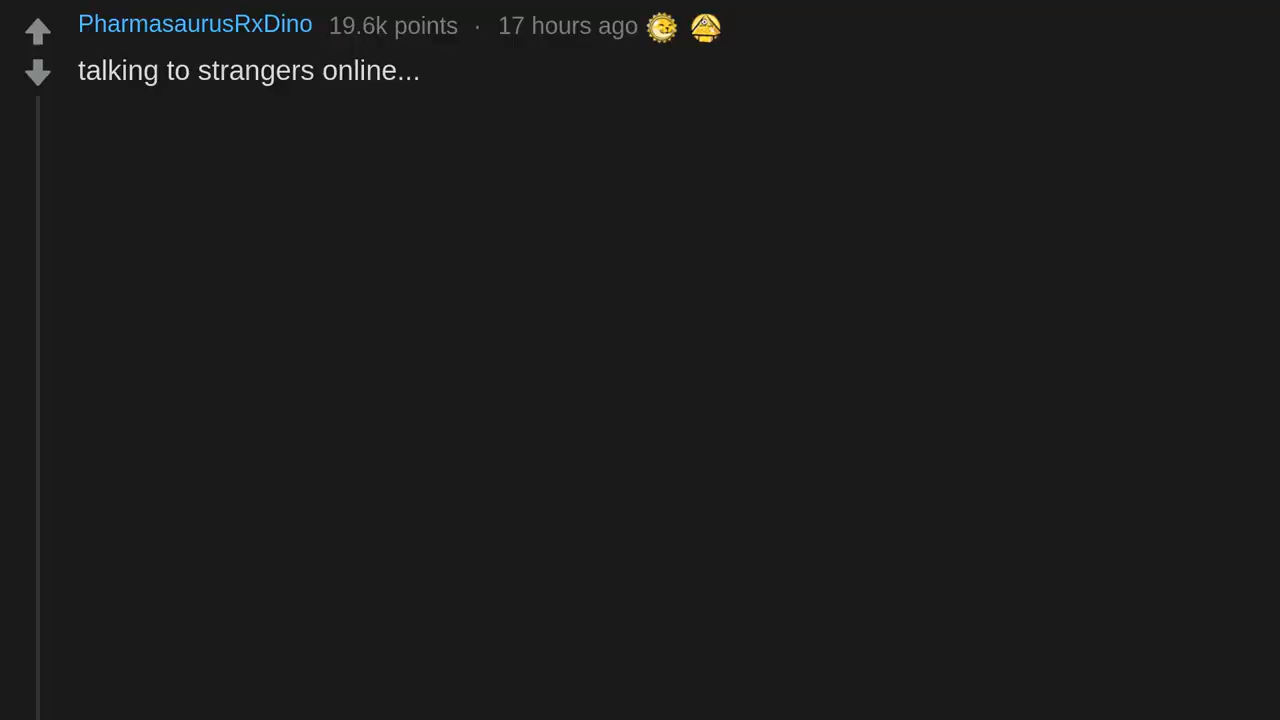 PharmasaurusRxDino 19.6k points · 17 hours ago
talking to strangers online...